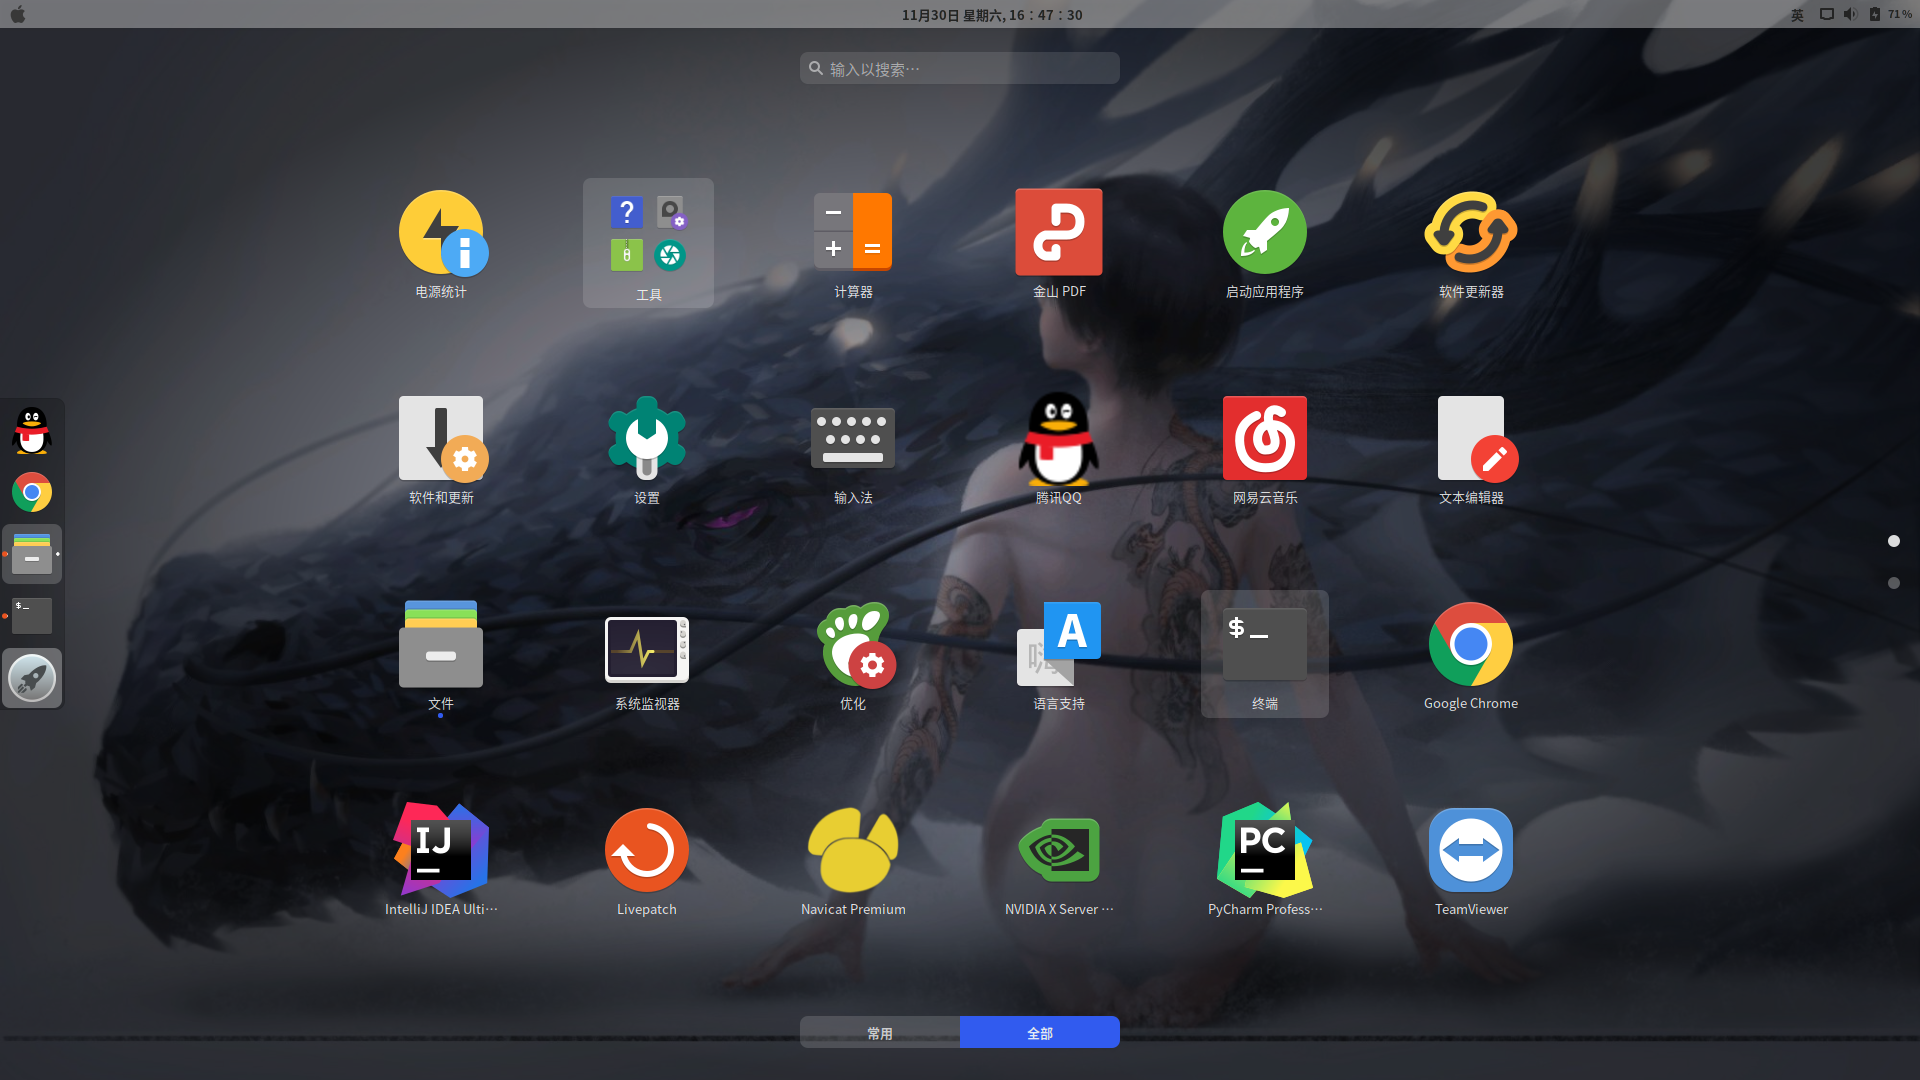 11月30日 星期六, 16：47：30
英
71%
输入以搜索…
电源统计
工具
计算器
金山 PDF
启动应用程序
软件更新器
软件和更新
设置
输入法
腾讯QQ
网易云音乐
文本编辑器
$_
A
嗨
$_
文件
系统监视器
优化
语言支持
终端
Google Chrome
IJ
PC
IntelliJ IDEA Ulti…
Livepatch
Navicat Premium
NVIDIA X Server …
PyCharm Profess…
TeamViewer
常用
全部